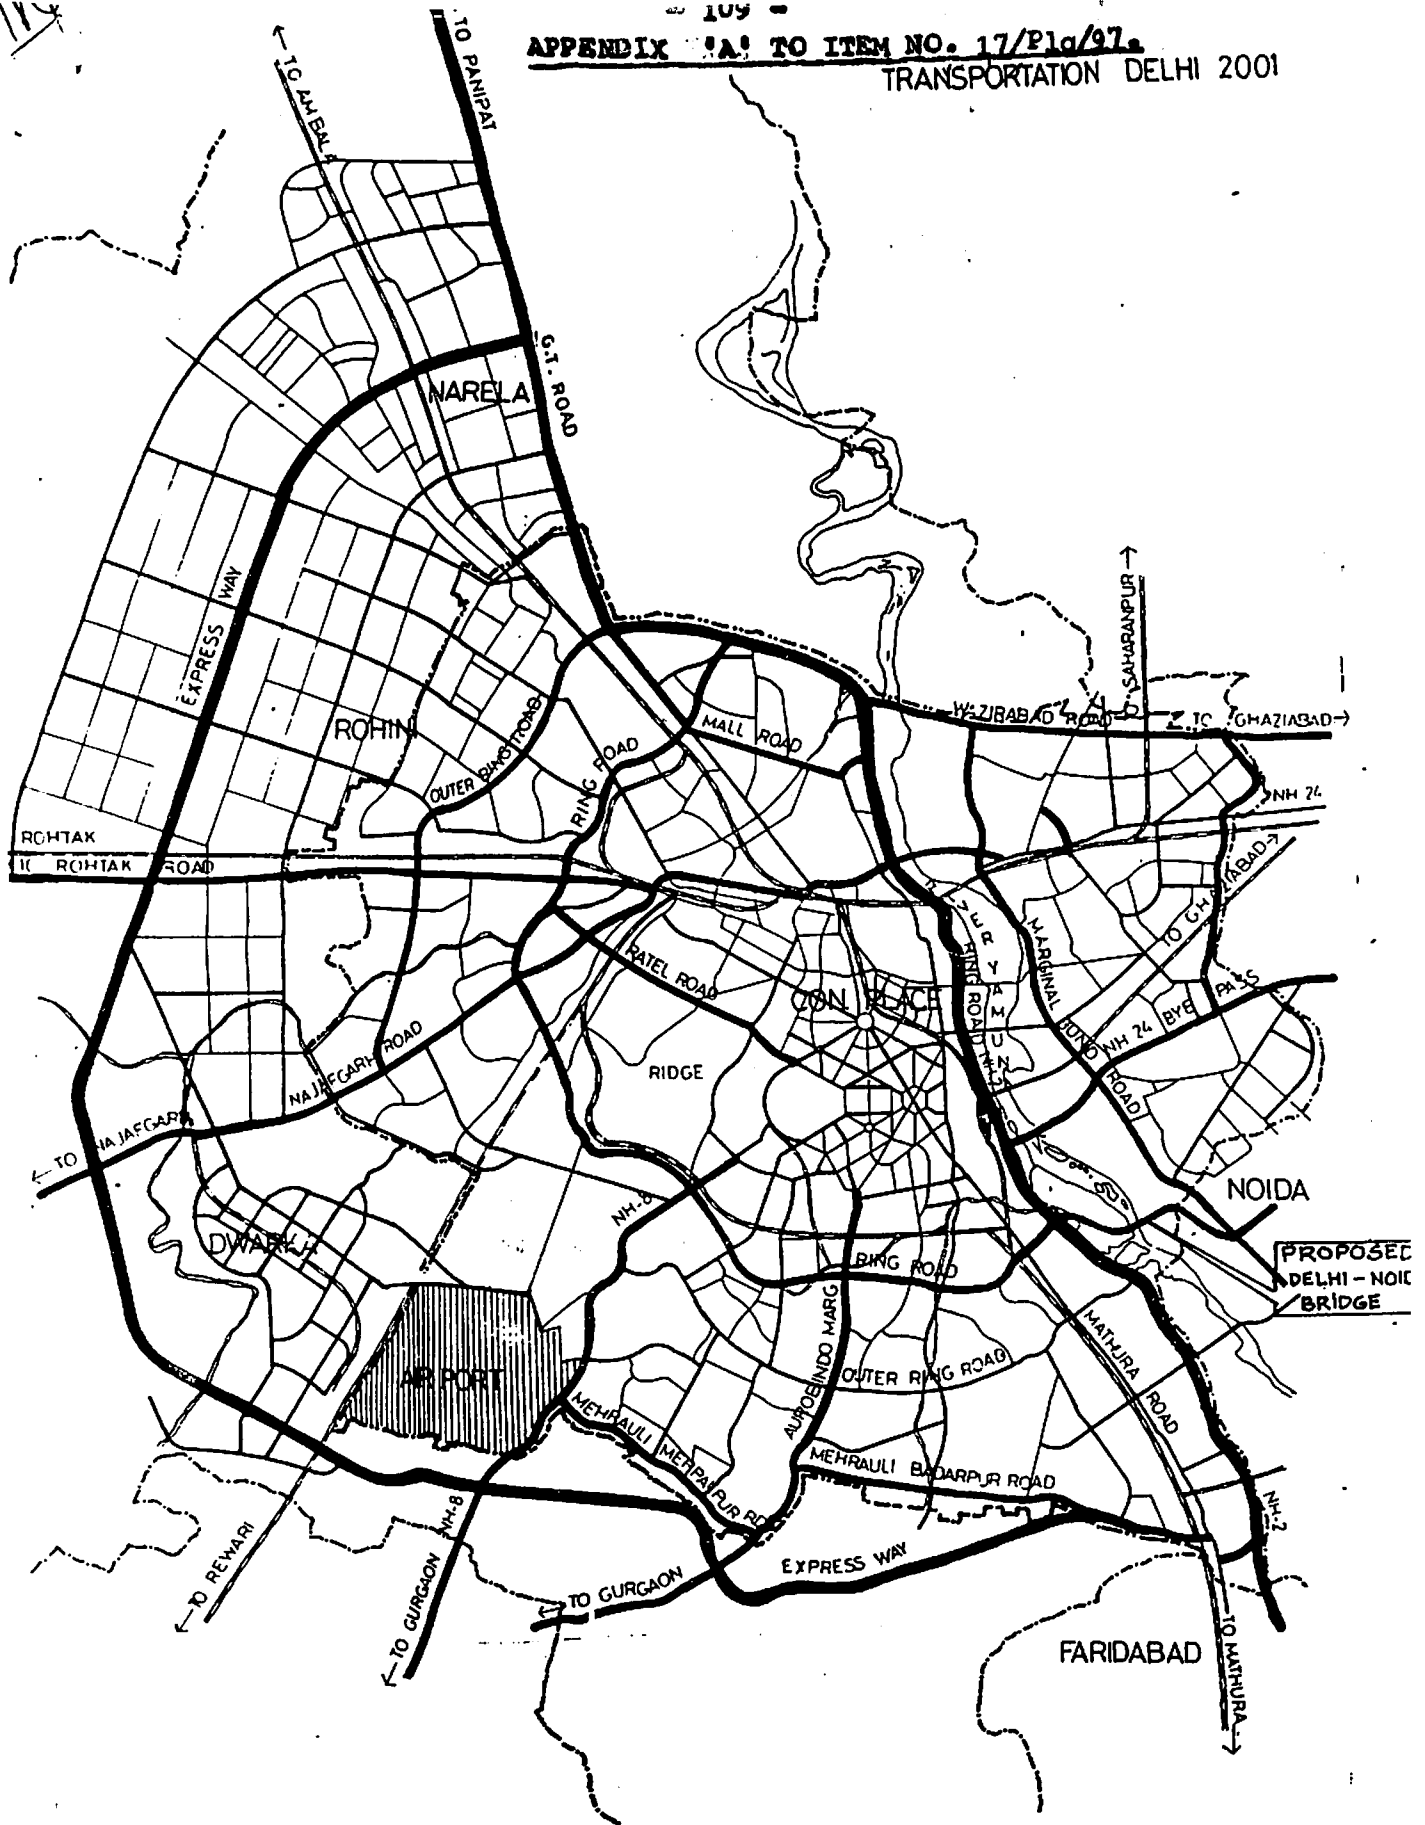 - 109 -
APPENDIX 'A' TO ITEM NO. 17/Plg/97.
TRANSPORTATION DELHI 2001
TO PANIPAT
TO AMBALA
G.T. ROAD
NARELA
EXPRESS WAY
TO SAHARANPUR
ROHINI
OUTER RING ROAD
RING ROAD
MALL ROAD
WAZIRABAD ROAD
TO GHAZIABAD
NH 24
ROHTAK
TO ROHTAK ROAD
TO GHAZIABAD
RIVER YAMUNA
RING ROAD
MARGINAL BUND ROAD
NH 24 BYE PASS
PATEL ROAD
CON. PLACE
RIDGE
NAJAFGARH ROAD
TO NAJAFGARH
NH-2
NH-8
NOIDA
DWARKA
RING ROAD
PROPOSED
DELHI-NOID
BRIDGE
AIR PORT
AUROBINDO MARG
OUTER RING ROAD
MATHURA ROAD
MEHRAULI
RD
MEHRAULI BADARPUR ROAD
NH-2
NH-8
TO REWARI
TO GURGAON
TO GURGAON
EXPRESS WAY
FARIDABAD
TO MATHURA